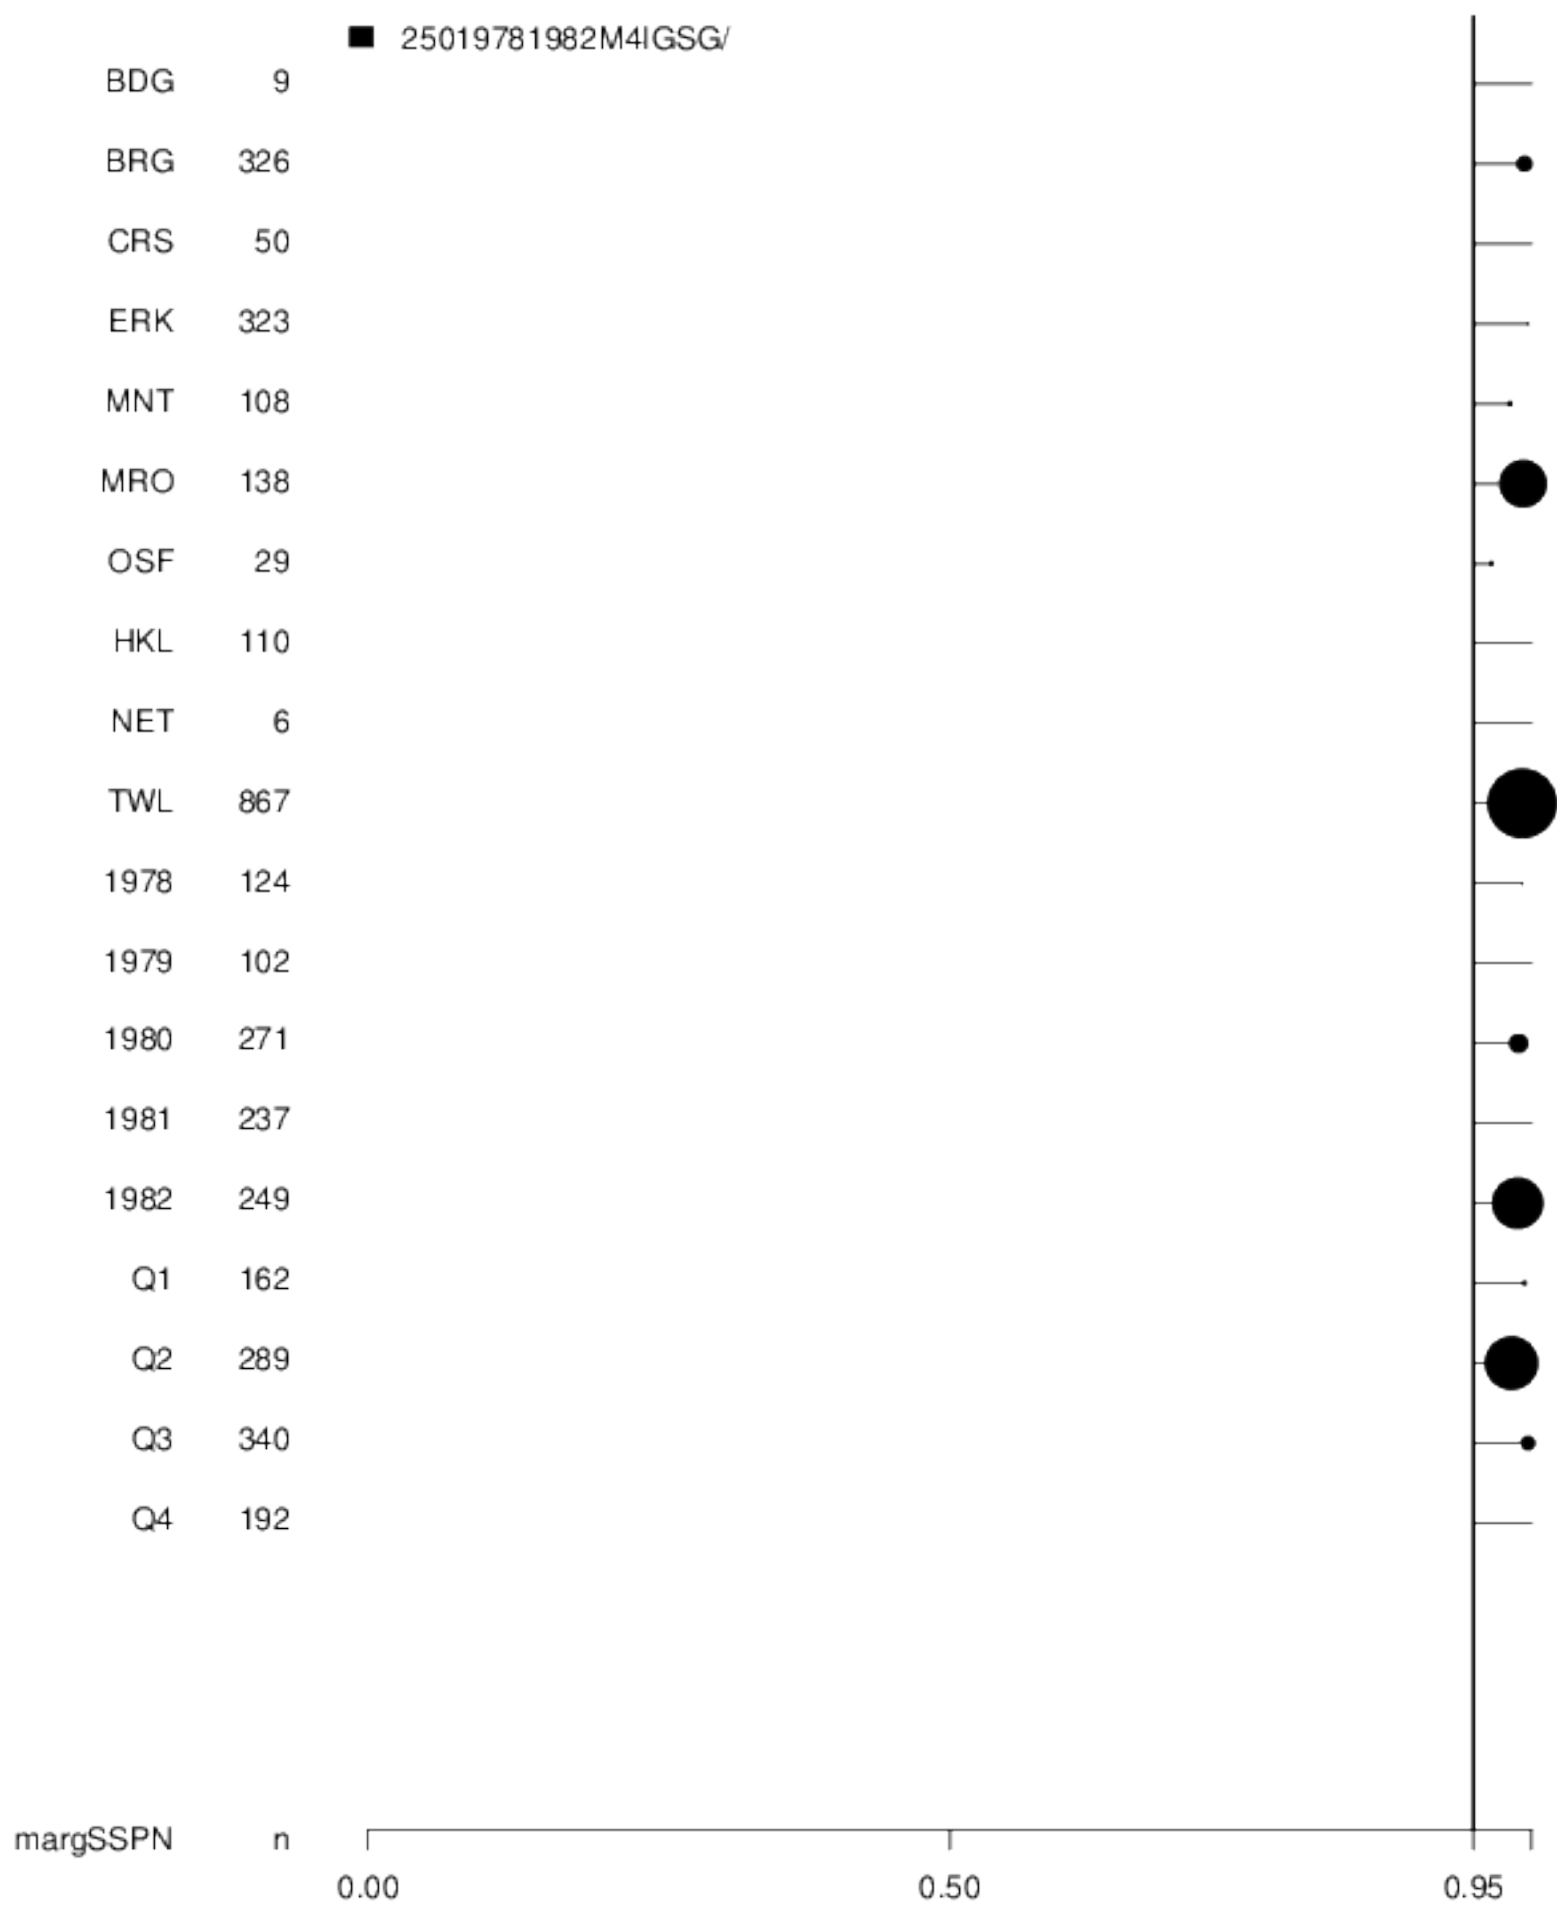 25019781982M4IGSG/
BDG 9
BRG 326
CRS 50
ERK 323
MNT 108
MRO 138
OSF 29
HKL 110
NET 6
TWL 867
1978 124
1979 102
1980 271
1981 237
1982 249
Q1 162
Q2 289
Q3 340
Q4 192
margSSPN n
0.00 0.50 0.95